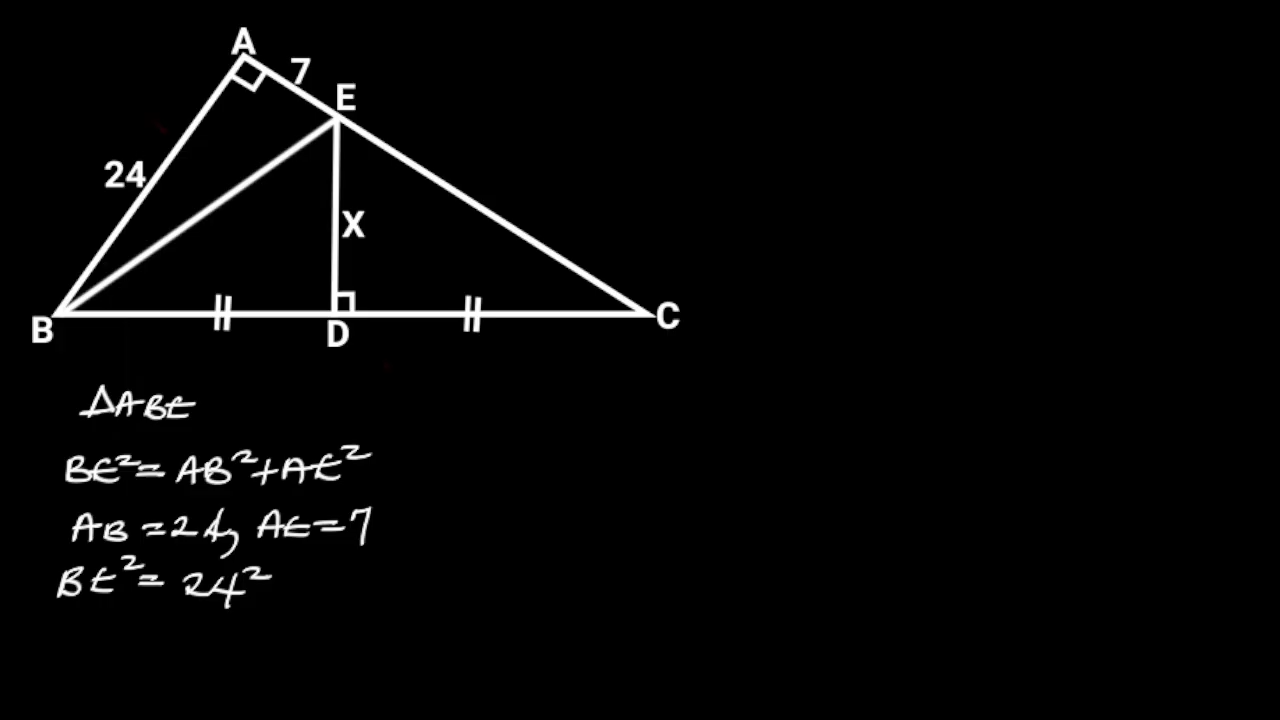 A
7
E
24
X
B
D
C
ΔABE
BE²=AB²+AE²
AB=24, AE=7
BE²= 24²